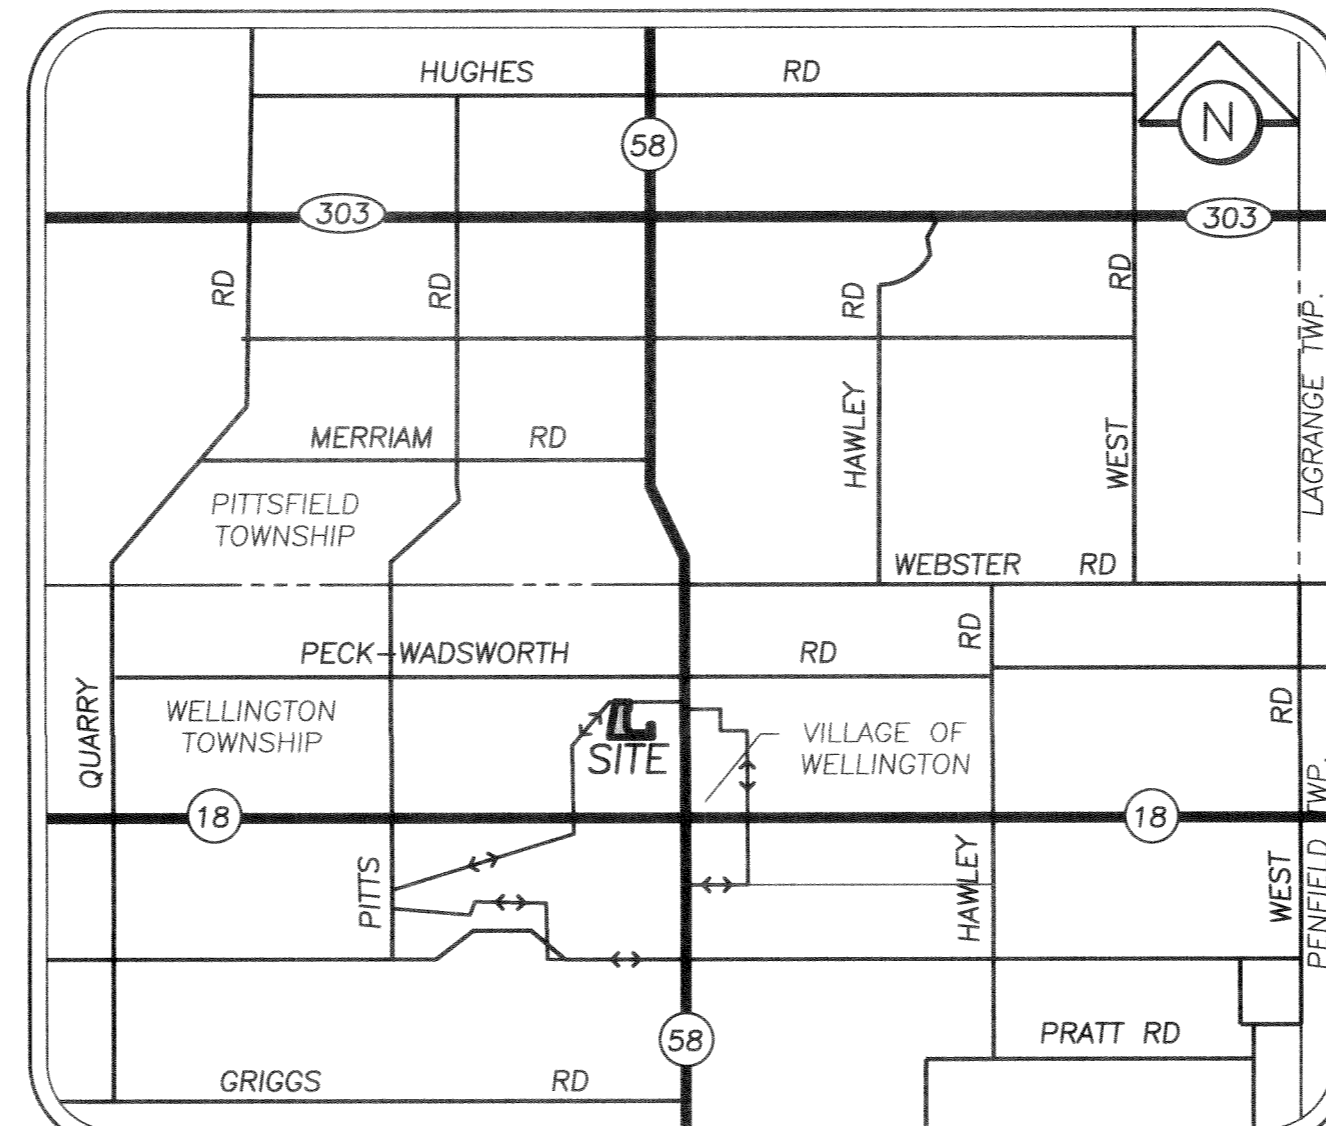 HUGHES RD
N
58
303
303
RD
RD
RD
RD
LAGRANGE TWP.
HAWLEY
WEST
MERRIAM RD
PITTSFIELD
TOWNSHIP
WEBSTER RD
RD
PECK-WADSWORTH RD
QUARRY
WELLINGTON
TOWNSHIP
RD
SITE
VILLAGE OF
WELLINGTON
18
18
PENFIELD TWP.
PITTS
HAWLEY
WEST
58
PRATT RD
GRIGGS RD